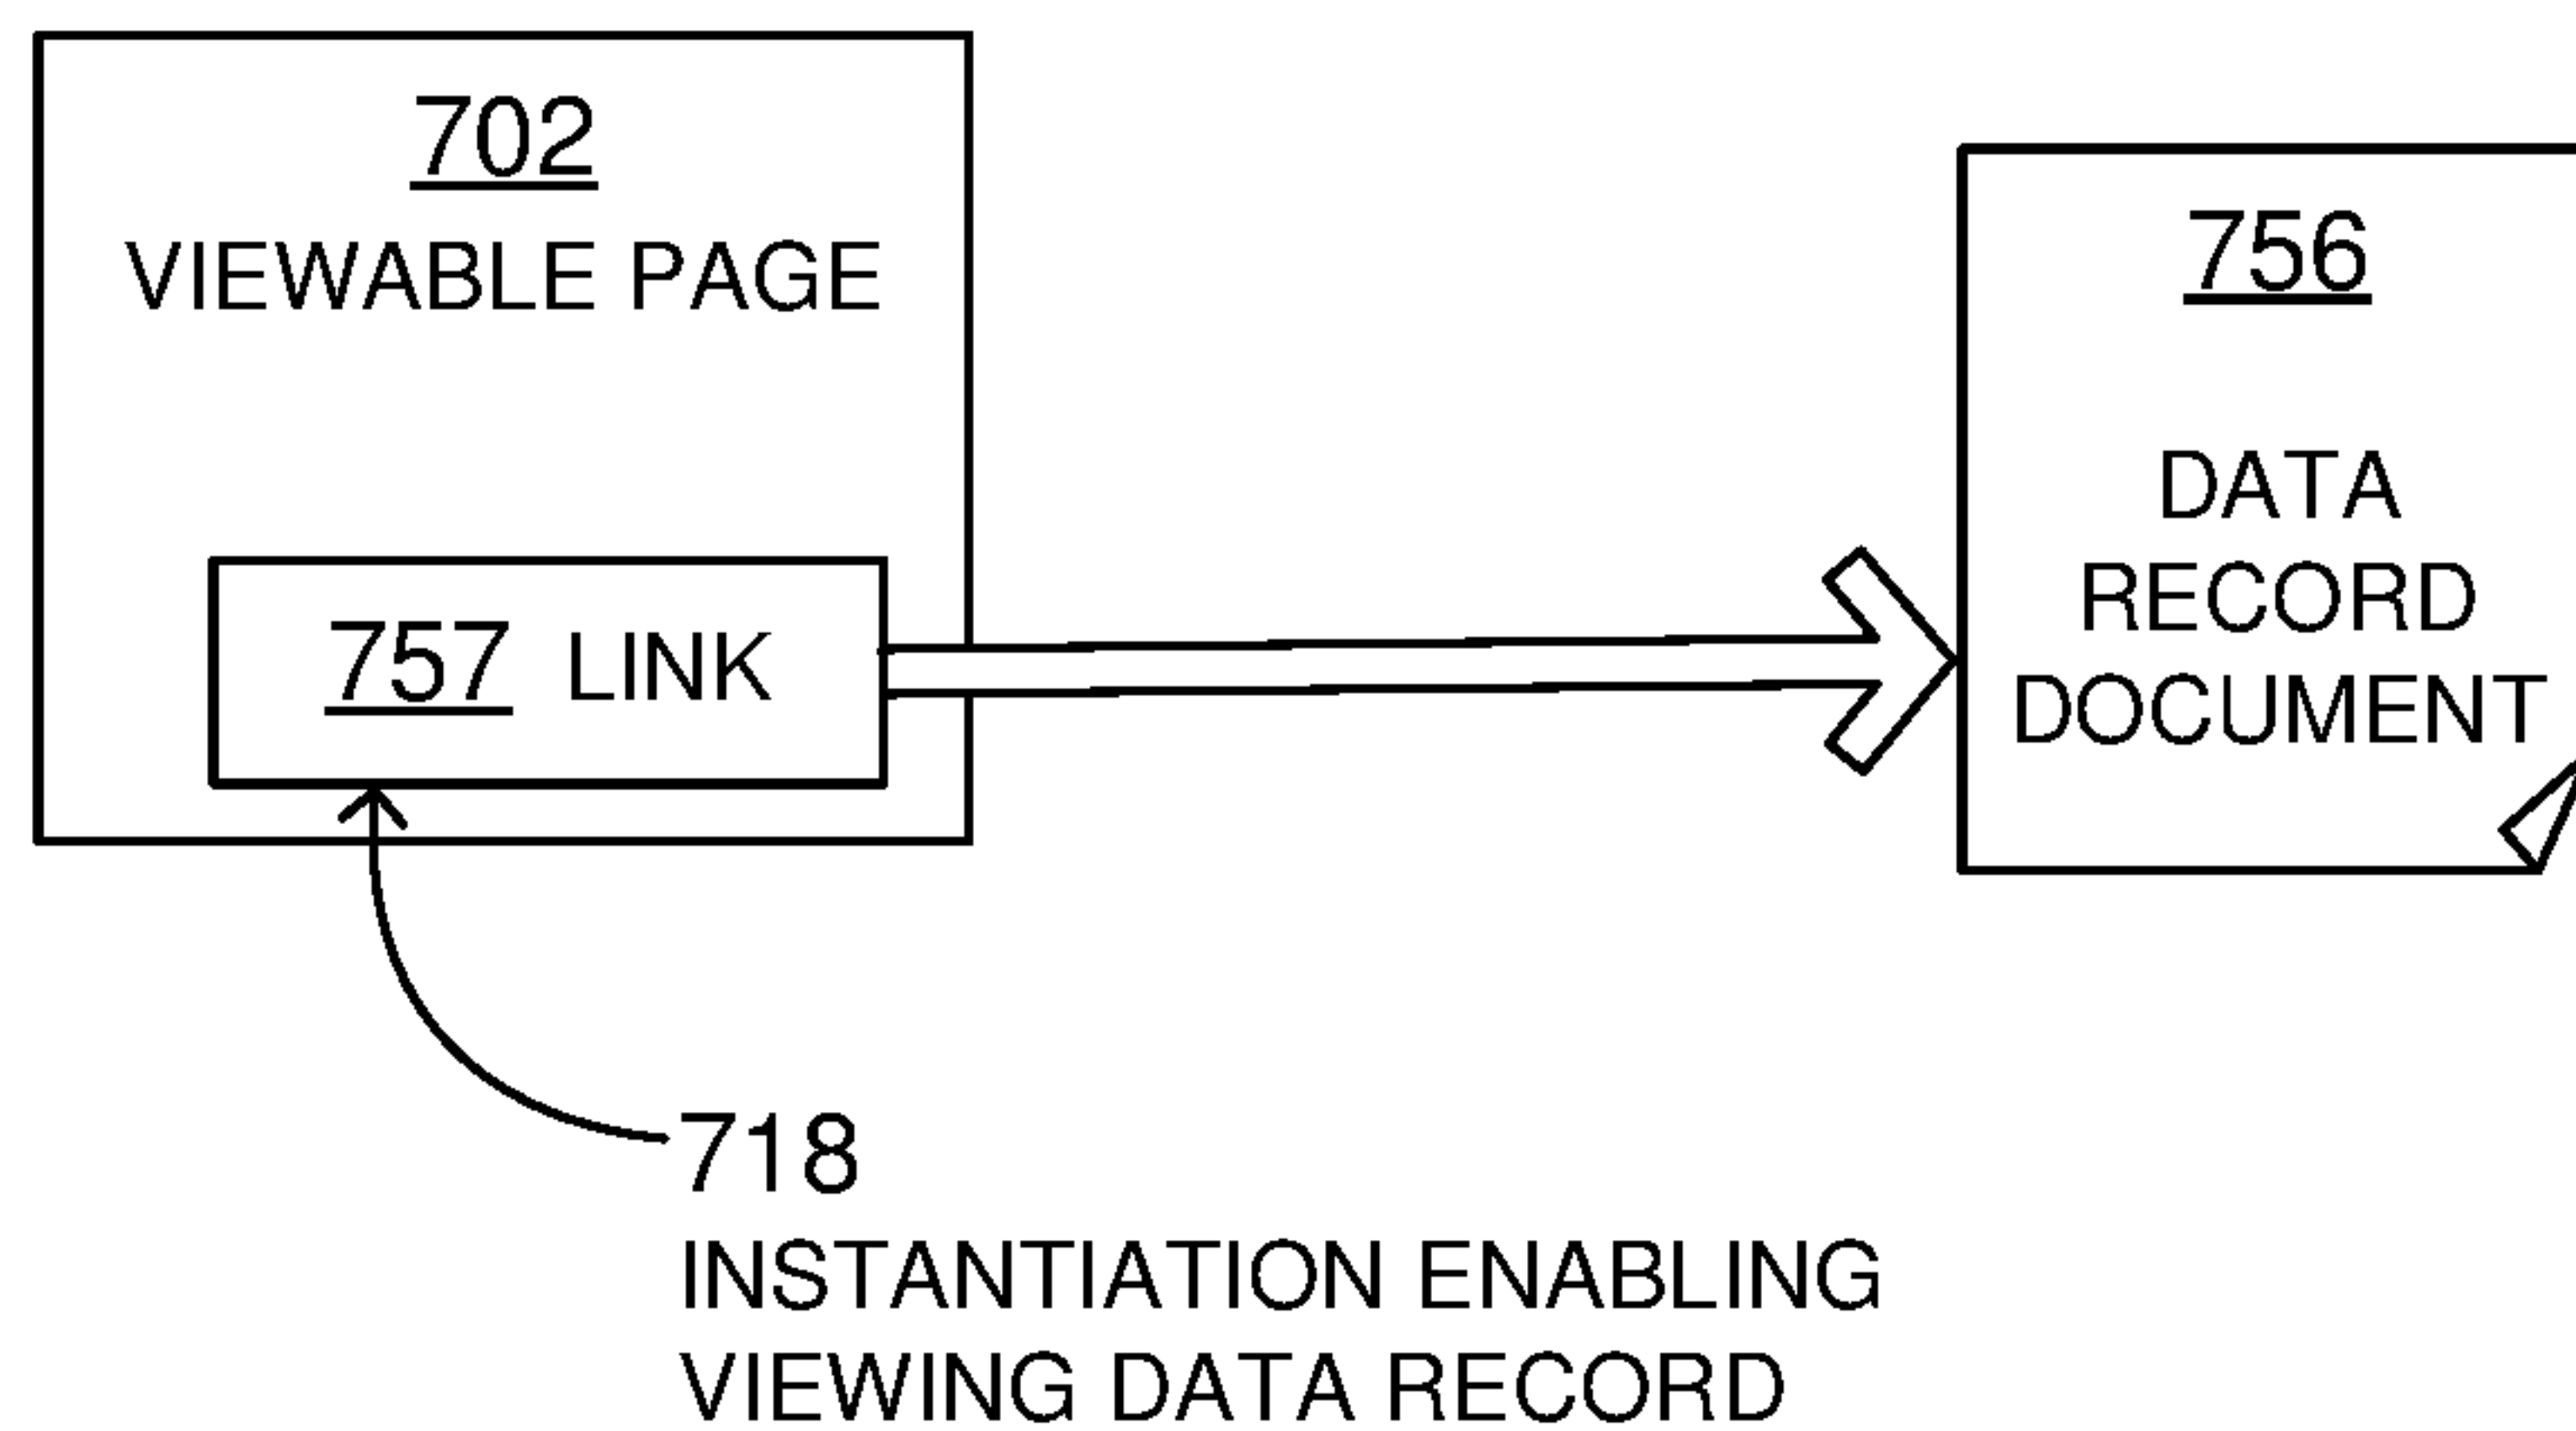 702
VIEWABLE PAGE
757 LINK
756
DATA
RECORD
DOCUMENT
718
INSTANTIATION ENABLING
VIEWING DATA RECORD